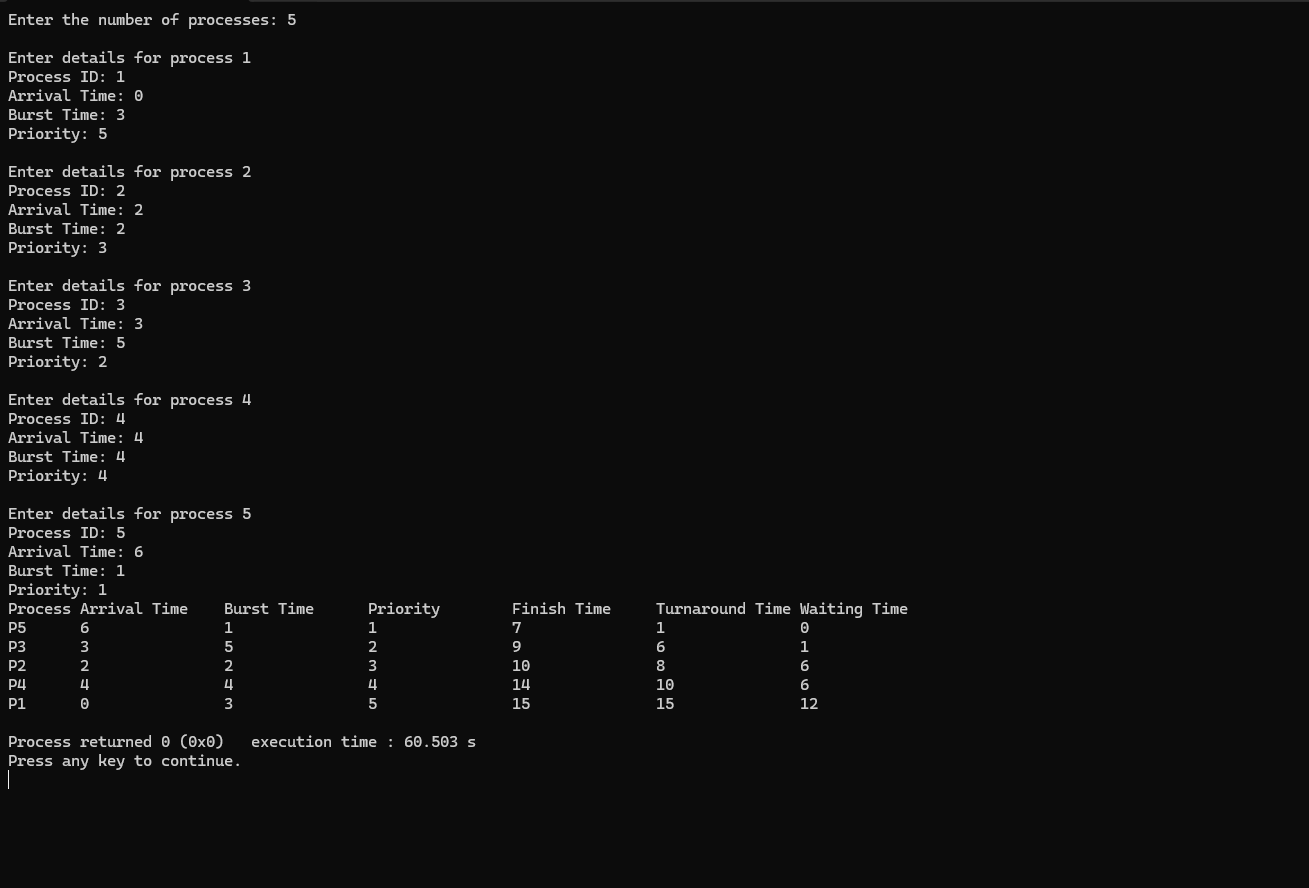 Enter the number of processes: 5
Enter details for process 1
Process ID: 1
Arrival Time: 0
Burst Time: 3
Priority: 5
Enter details for process 2
Process ID: 2
Arrival Time: 2
Burst Time: 2
Priority: 3
Enter details for process 3
Process ID: 3
Arrival Time: 3
Burst Time: 5
Priority: 2
Enter details for process 4
Process ID: 4
Arrival Time: 4
Burst Time: 4
Priority: 4
Enter details for process 5
Process ID: 5
Arrival Time: 6
Burst Time: 1
Priority: 1
Process Arrival Time    Burst Time      Priority        Finish Time     Turnaround Time Waiting Time
P5      6               1               1               7               1               0
P3      3               5               2               9               6               1
P2      2               2               3               10              8               6
P4      4               4               4               14              10              6
P1      0               3               5               15              15              12
Process returned 0 (0x0)   execution time : 60.503 s
Press any key to continue.